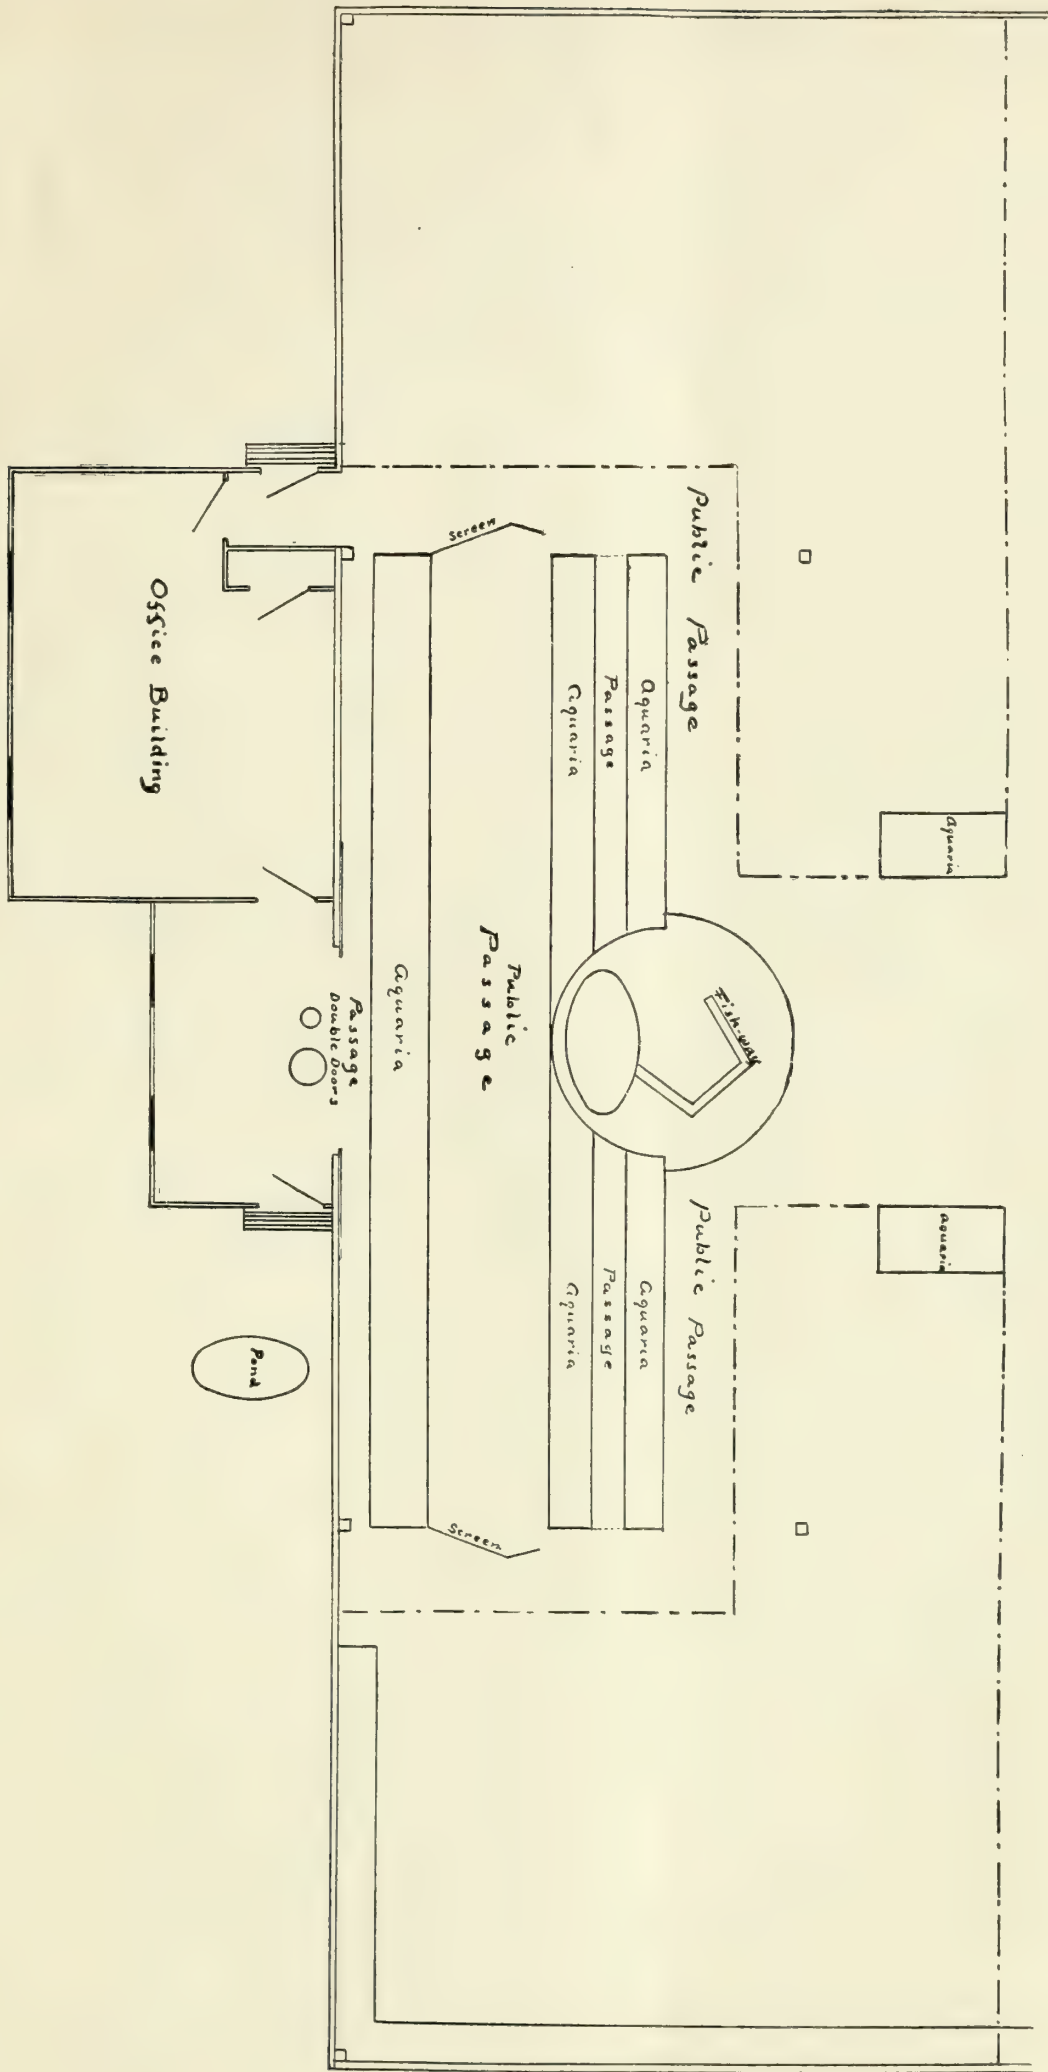 Office Building
Pond
Passage
Double Doors
Aquaria
Screen
Screen
Public
Passage
Aquaria
Aquaria
Passage
Passage
Aquaria
Aquaria
Fish-way
Public Passage
Public Passage
Aquaria
Aquaria